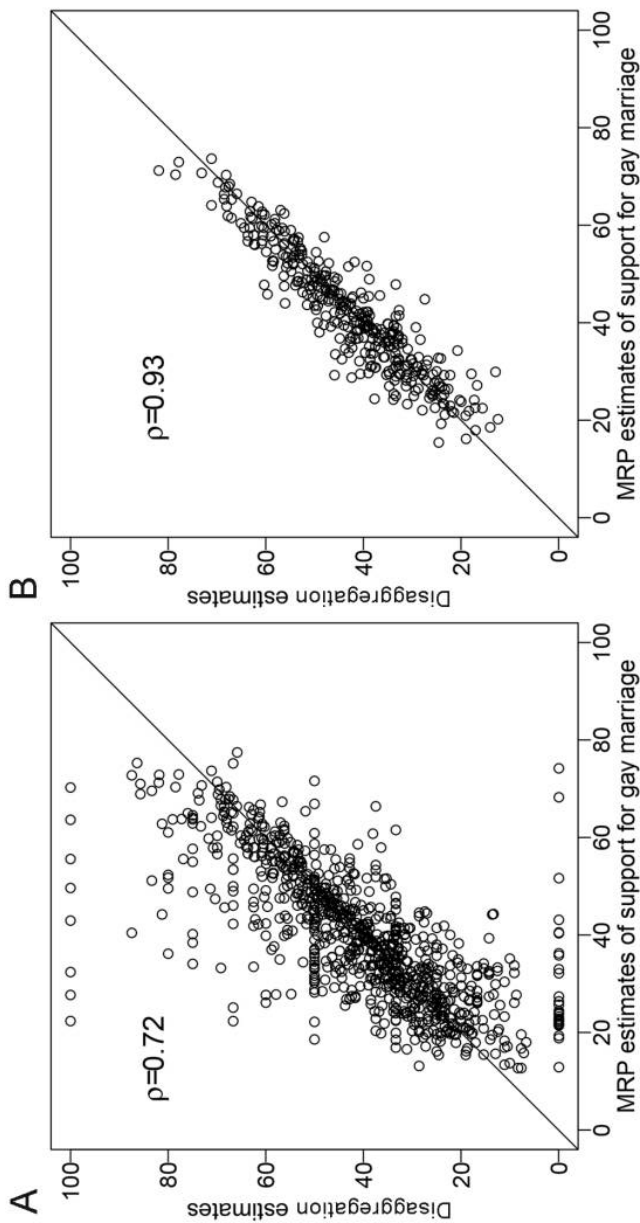 A
ρ=0.72
100
80
60
40
20
0
Disaggregation estimates
0 20 40 60 80 100
MRP estimates of support for gay marriage
B
ρ=0.93
100
80
60
40
20
0
Disaggregation estimates
0 20 40 60 80 100
MRP estimates of support for gay marriage